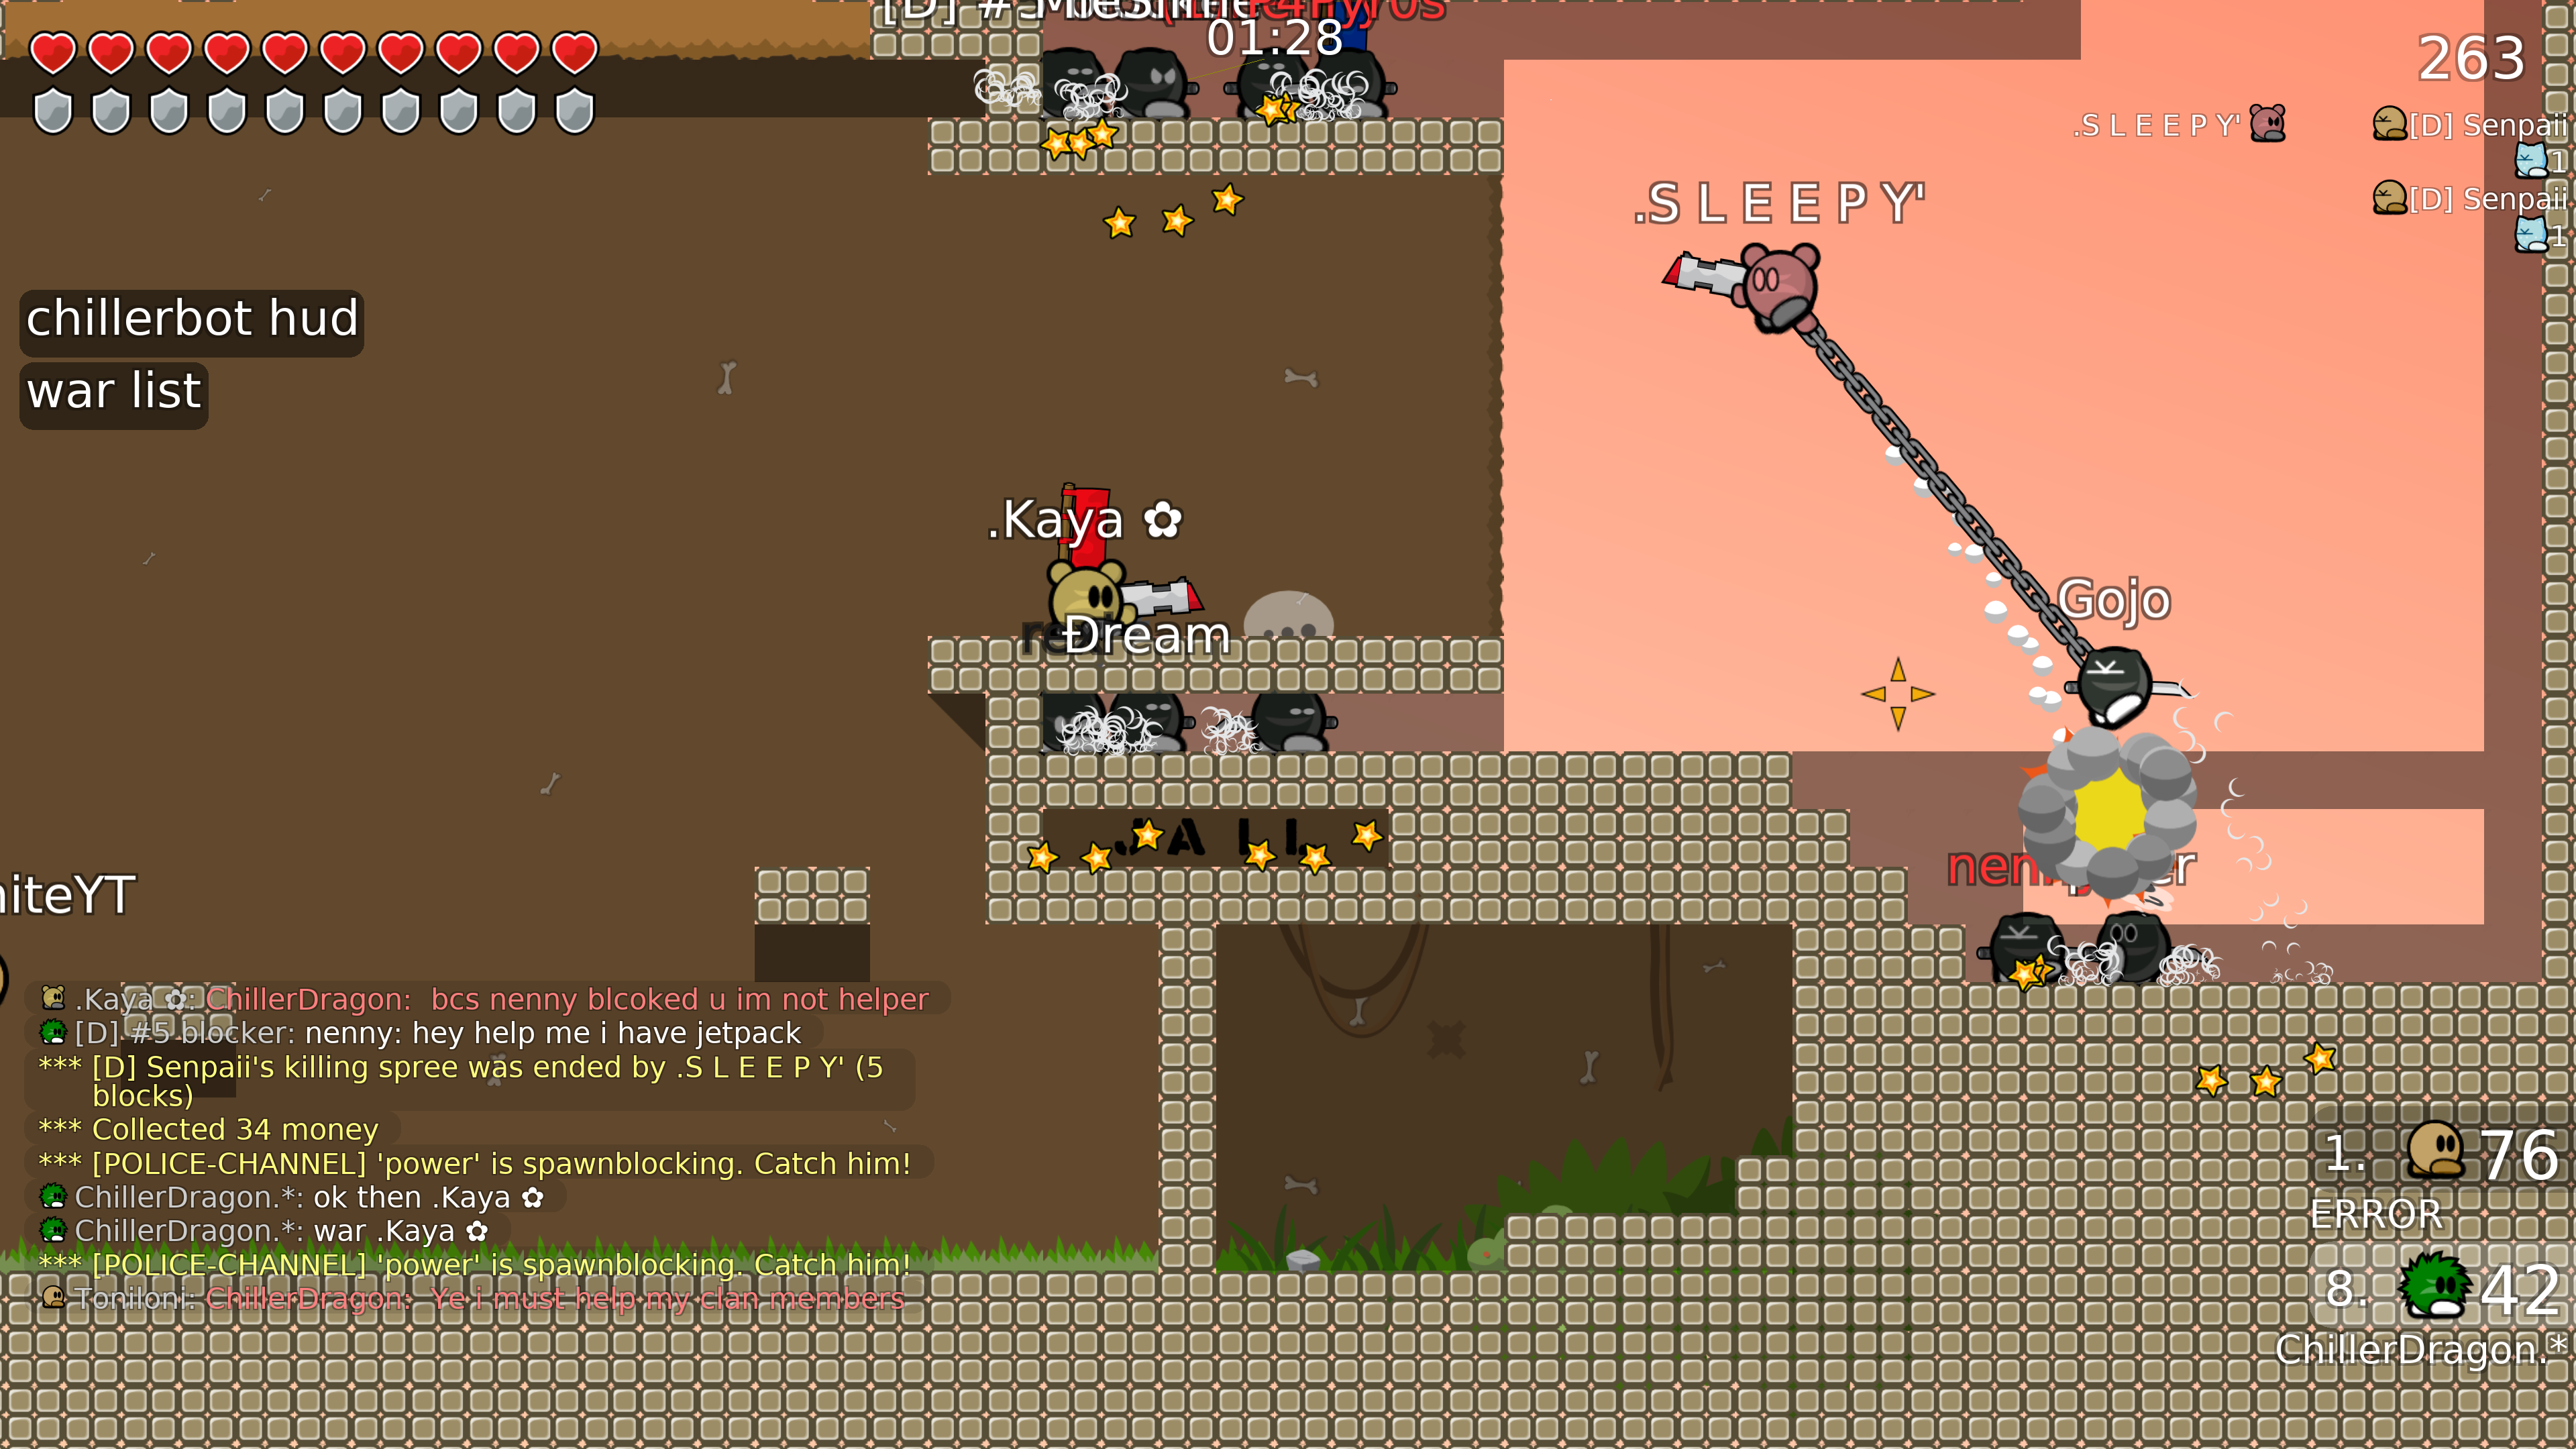 [D] #
01:28
263
.S L E E P Y' [D] Senpaii
1
[D] Senpaii
1
.S L E E P Y'
chillerbot hud
war list
.Kaya ✿
Gojo
Ðream
JAIL
.Kaya ✿: ChillerDragon: bcs nenny blcoked u im not helper
[D] #5 blocker: nenny: hey help me i have jetpack
*** [D] Senpaii's killing spree was ended by .S L E E P Y' (5
blocks)
*** Collected 34 money
*** [POLICE-CHANNEL] 'power' is spawnblocking. Catch him!
ChillerDragon.*: ok then .Kaya ✿
ChillerDragon.*: war .Kaya ✿
*** [POLICE-CHANNEL] 'power' is spawnblocking. Catch him!
Toniloni: ChillerDragon: Ye i must help my clan members
1. 76
ERROR
8. 42
ChillerDragon.*